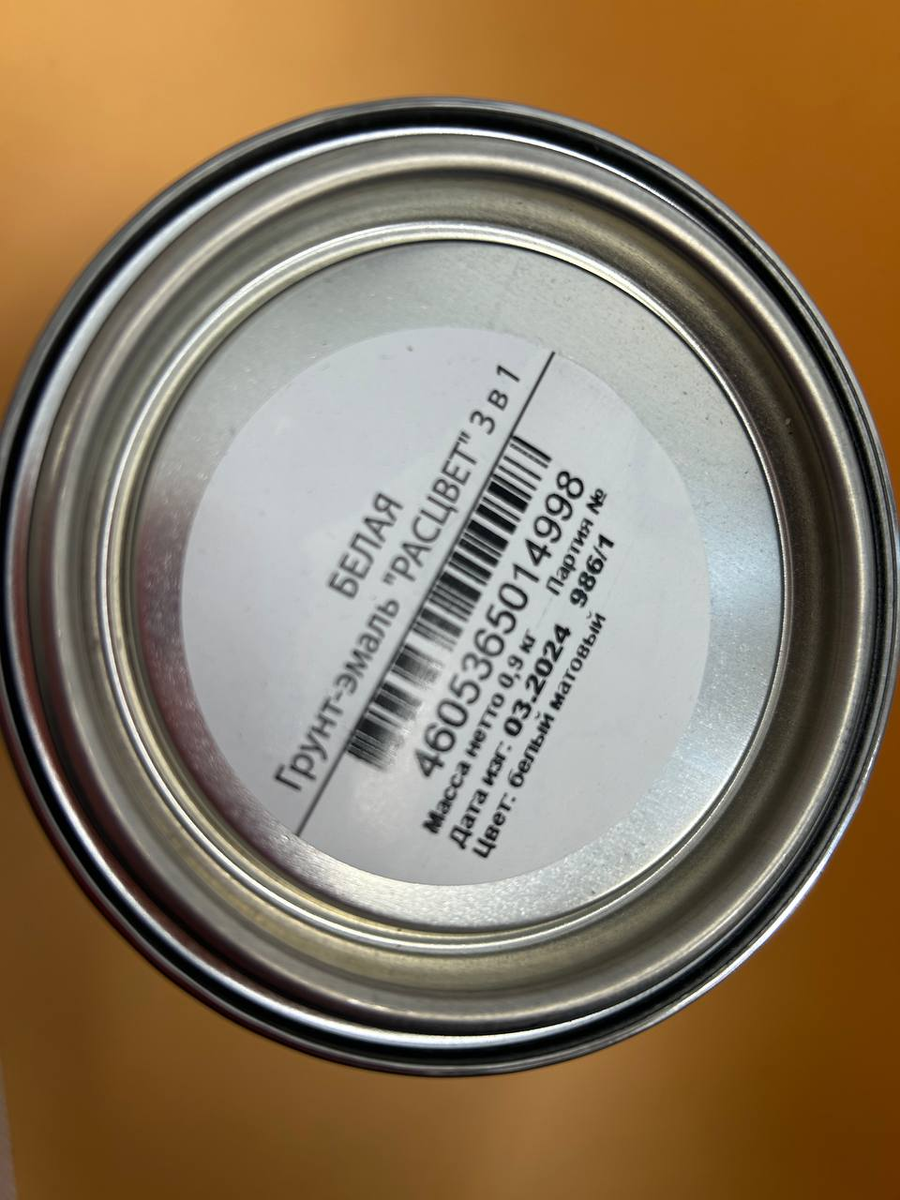 БЕЛАЯ
Грунт-эмаль "РАСЦВЕТ" 3 в 1
4605365014998
Масса нетто 0,9 кг Партия №
Дата изг: 03.2024 986/1
Цвет: белый матовый